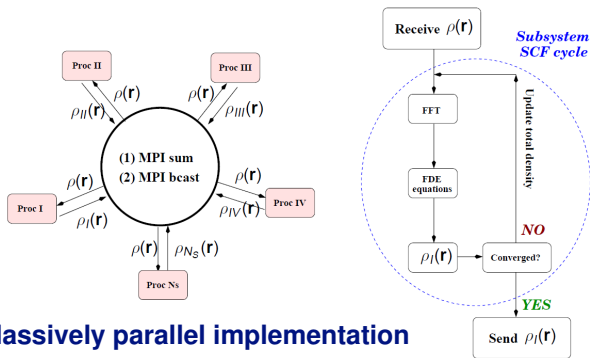 Proc II
Proc III
ρ(r)
ρ(r)
ρII(r)
ρIII(r)
(1) MPI sum
(2) MPI bcast
ρ(r)
ρ(r)
Proc I
Proc IV
ρI(r)
ρIV(r)
ρ(r)
ρNS(r)
Proc Ns
Receive ρ(r)
Subsystem
SCF cycle
FFT
Update total density
FDE
equations
NO
ρI(r)
Converged?
YES
Send ρI(r)
lassively parallel implementation